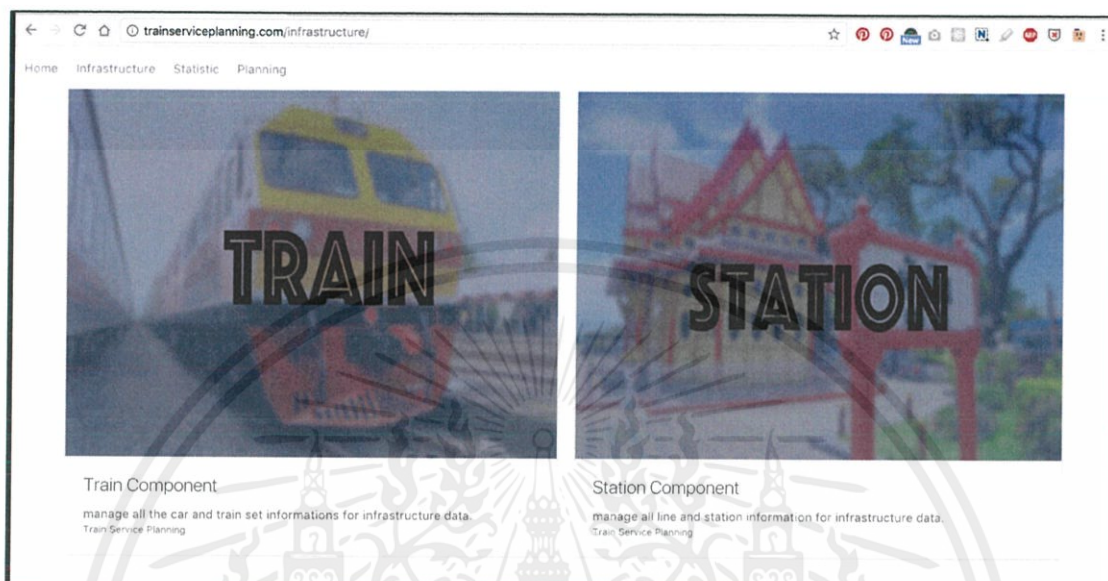 trainserviceplanning.com/infrastructure/
New
N
ABP
Home Infrastructure Statistic Planning
TRAIN
STATION
Train Component
manage all the car and train set informations for infrastructure data.
Train Service Planning
Station Component
manage all line and station information for infrastructure data.
Train Service Planning